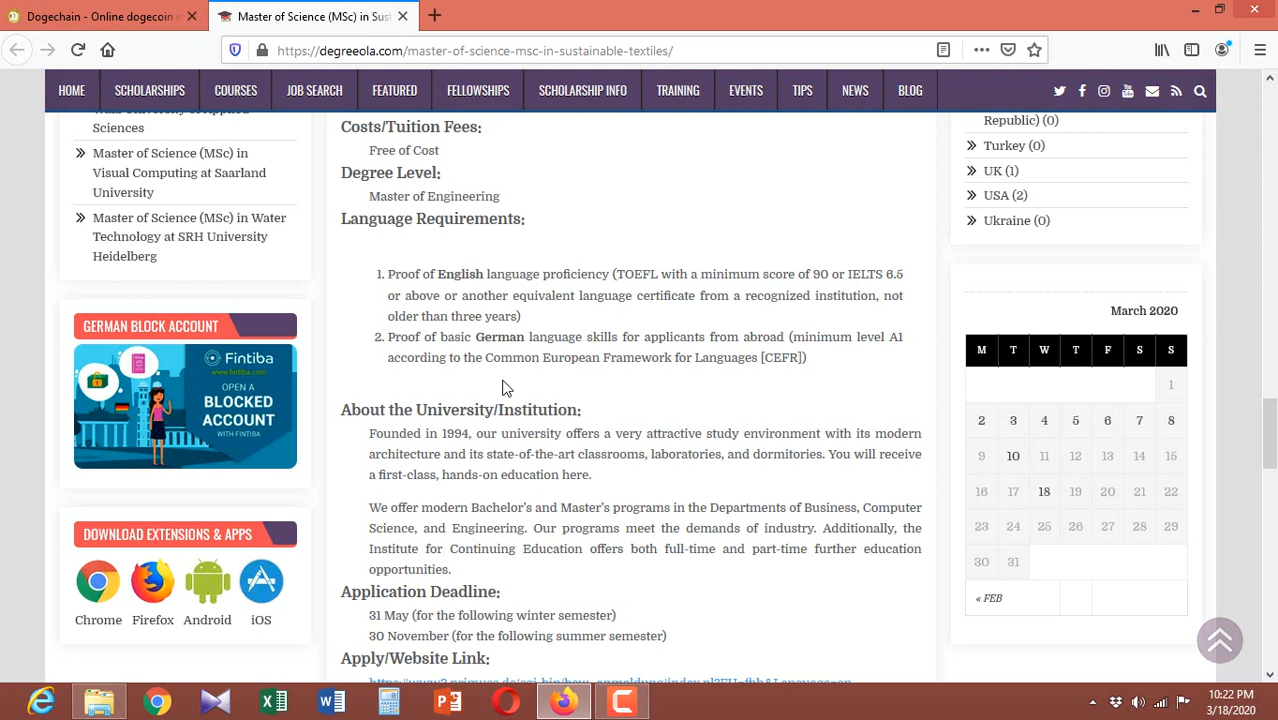 Dogechain - Online dogecoin
Master of Science (MSc) in Sust
https://degreeola.com/master-of-science-msc-in-sustainable-textiles/
HOME SCHOLARSHIPS COURSES JOB SEARCH FEATURED FELLOWSHIPS SCHOLARSHIP INFO TRAINING EVENTS TIPS NEWS BLOG
Sciences
Master of Science (MSc) in
Visual Computing at Saarland
University
Master of Science (MSc) in Water
Technology at SRH University
Heidelberg
GERMAN BLOCK ACCOUNT
Fintiba
www.fintiba.com
OPEN A
BLOCKED
ACCOUNT
WITH FINTIBA
DOWNLOAD EXTENSIONS & APPS
Chrome Firefox Android iOS
Costs/Tuition Fees:
Free of Cost
Degree Level:
Master of Engineering
Language Requirements:
1. Proof of English language proficiency (TOEFL with a minimum score of 90 or IELTS 6.5
or above or another equivalent language certificate from a recognized institution, not
older than three years)
2. Proof of basic German language skills for applicants from abroad (minimum level A1
according to the Common European Framework for Languages [CEFR])
About the University/Institution:
Founded in 1994, our university offers a very attractive study environment with its modern
architecture and its state-of-the-art classrooms, laboratories, and dormitories. You will receive
a first-class, hands-on education here.
We offer modern Bachelor's and Master's programs in the Departments of Business, Computer
Science, and Engineering. Our programs meet the demands of industry. Additionally, the
Institute for Continuing Education offers both full-time and part-time further education
opportunities.
Application Deadline:
31 May (for the following winter semester)
30 November (for the following summer semester)
Apply/Website Link:
Republic) (0)
Turkey (0)
UK (1)
USA (2)
Ukraine (0)
March 2020
M T W T F S S
1
2 3 4 5 6 7 8
9 10 11 12 13 14 15
16 17 18 19 20 21 22
23 24 25 26 27 28 29
30 31
« FEB
10:22 PM
3/18/2020